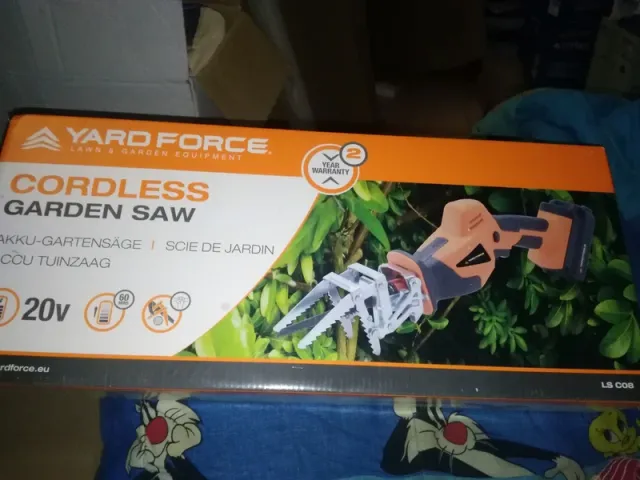 YARD FORCE
LAWN & GARDEN EQUIPMENT
2
YEAR
WARRANTY
CORDLESS
GARDEN SAW
AKKU-GARTENSÄGE | SCIE DE JARDIN
CCU TUINZAAG
20v
60
rdforce.eu
LS C08